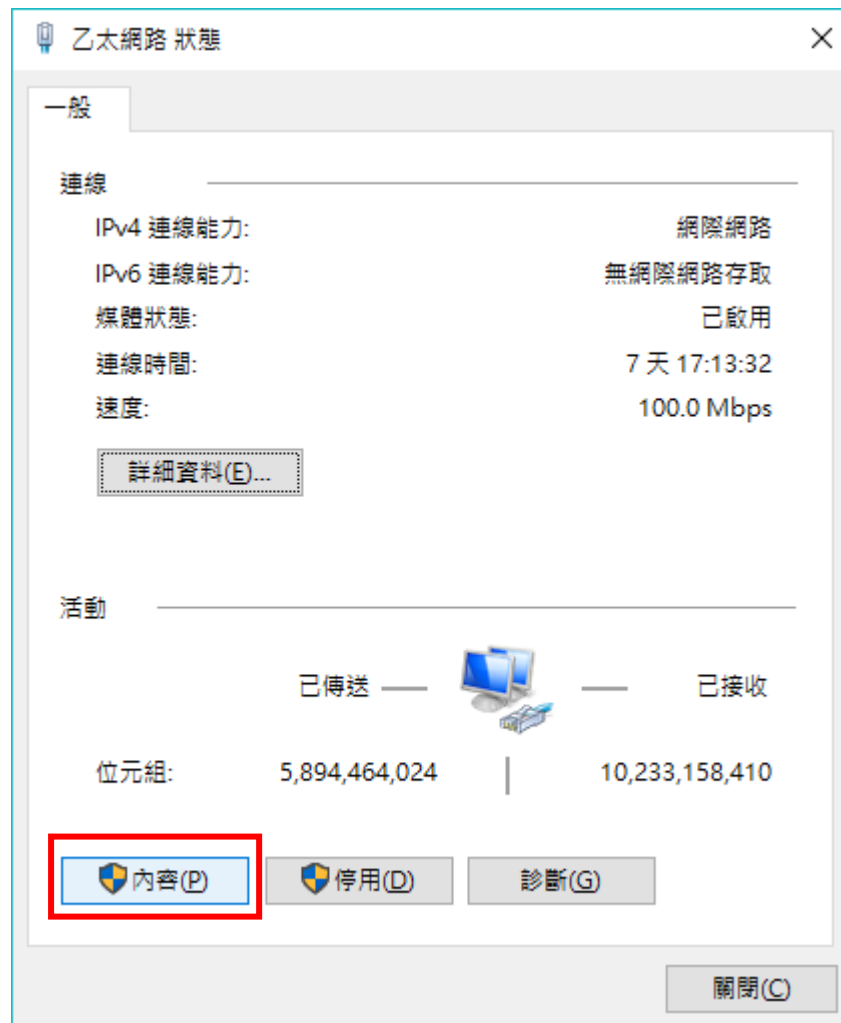 乙太網路 狀態
一般
連線
IPv4 連線能力: 網際網路
IPv6 連線能力: 無網際網路存取
媒體狀態: 已啟用
連線時間: 7 天 17:13:32
速度: 100.0 Mbps
詳細資料(E)...
活動
已傳送 已接收
位元組: 5,894,464,024 10,233,158,410
內容(P) 停用(D) 診斷(G)
關閉(C)